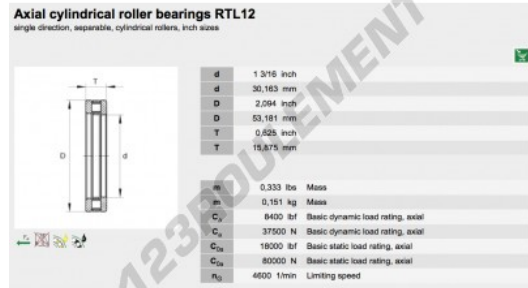 Axial cylindrical roller bearings RTL12
single direction, separable, cylindrical rollers, inch sizes
T
D
d
d 1 3/16 inch
d 30,163 mm
D 2,094 inch
D 53,181 mm
T 0,625 inch
T 15,875 mm
m 0,333 lbs Mass
m 0,151 kg Mass
Ca 8400 lbf Basic dynamic load rating, axial
Ca 37500 N Basic dynamic load rating, axial
C0a 18000 lbf Basic static load rating, axial
C0a 80000 N Basic static load rating, axial
nG 4600 1/min Limiting speed
123ROULEMENT